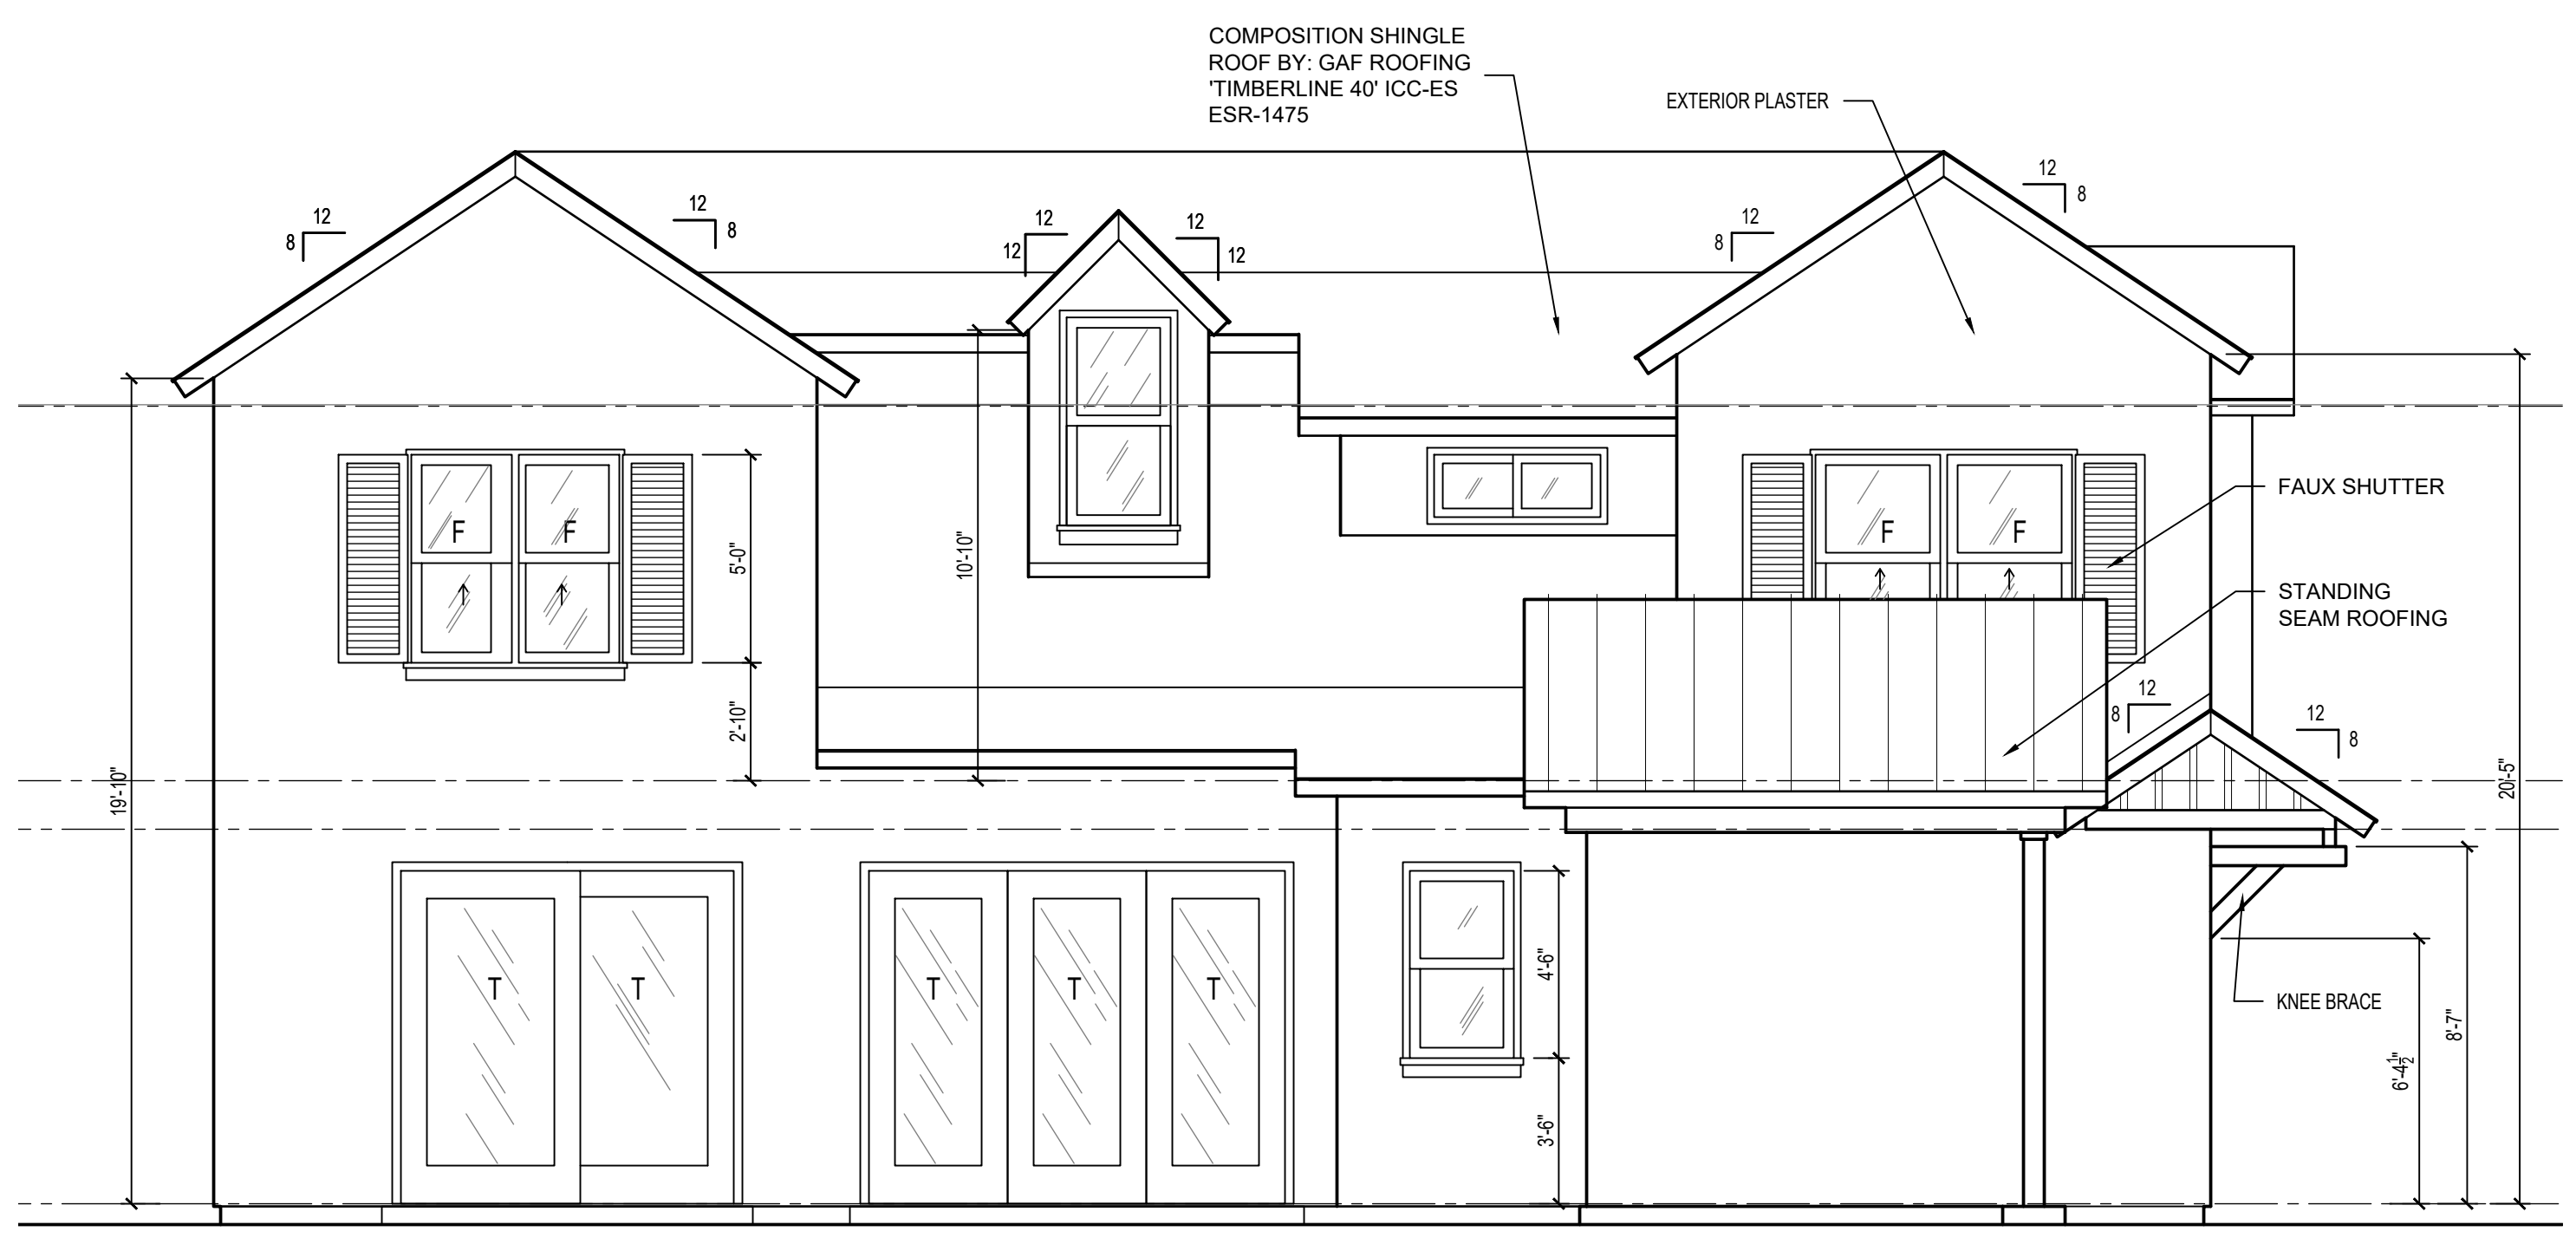 COMPOSITION SHINGLE
ROOF BY: GAF ROOFING
'TIMBERLINE 40' ICC-ES
ESR-1475
EXTERIOR PLASTER
12
8
12
8
12
12
12
12
12
8
12
8
F
F
5'-0"
2'-10"
10'-10"
F
F
FAUX SHUTTER
STANDING
SEAM ROOFING
12
8
12
8
19'-10"
20'-5"
T
T
T
T
T
4'-6"
3'-6"
KNEE BRACE
6'-4½"
8'-7"